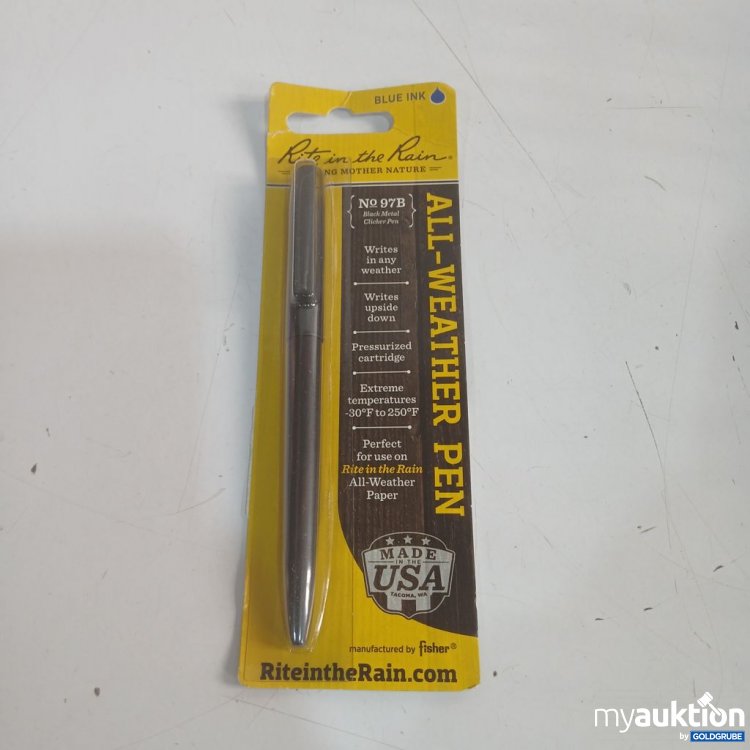 BLUE INK
Rite in the Rain®
NG MOTHER NATURE
Nº 97B
Black Metal
Clicker Pen
Writes
in any
weather
Writes
upside
down
Pressurized
cartridge
Extreme
temperatures
-30°F to 250°F
Perfect
for use on
Rite in the Rain
All-Weather
Paper
ALL-WEATHER PEN
MADE
IN THE
USA
TACOMA, WA
manufactured by fisher®
RiteintheRain.com
myauktion
by GOLDGRUBE